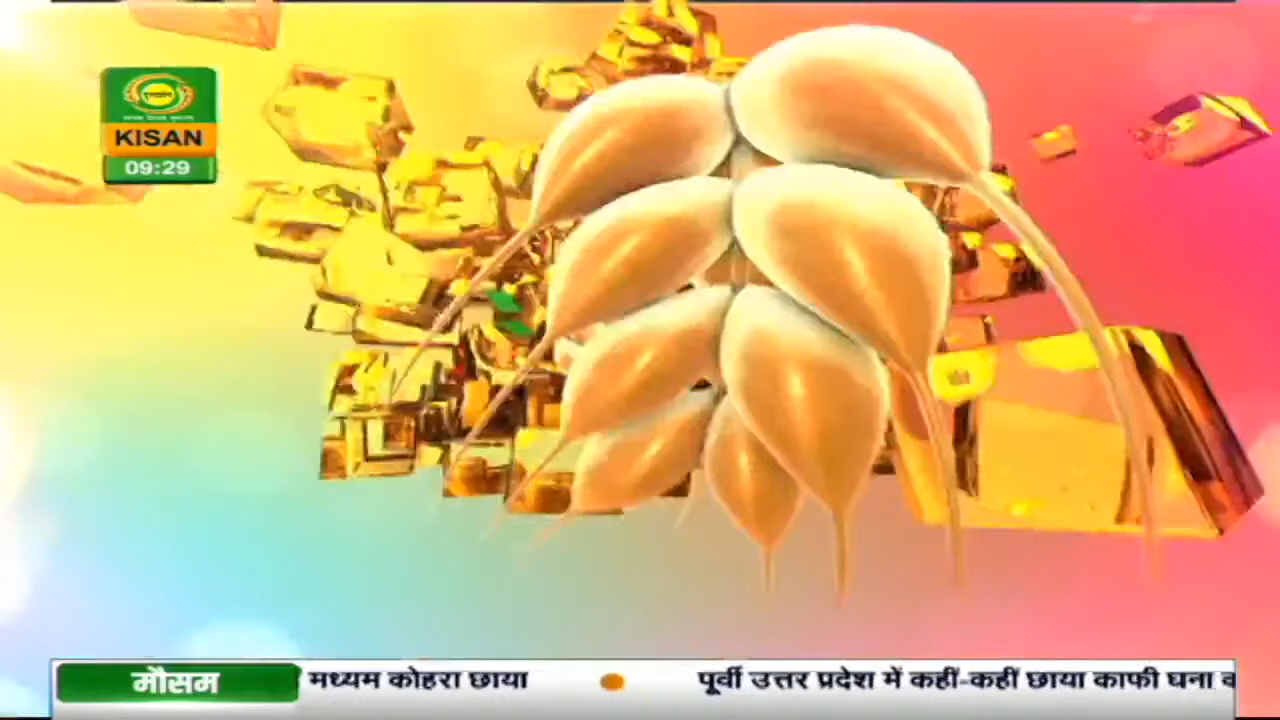 KISAN
09:29
मौसम
मध्यम कोहरा छाया
पूर्वी उत्तर प्रदेश में कहीं-कहीं छाया काफी घना